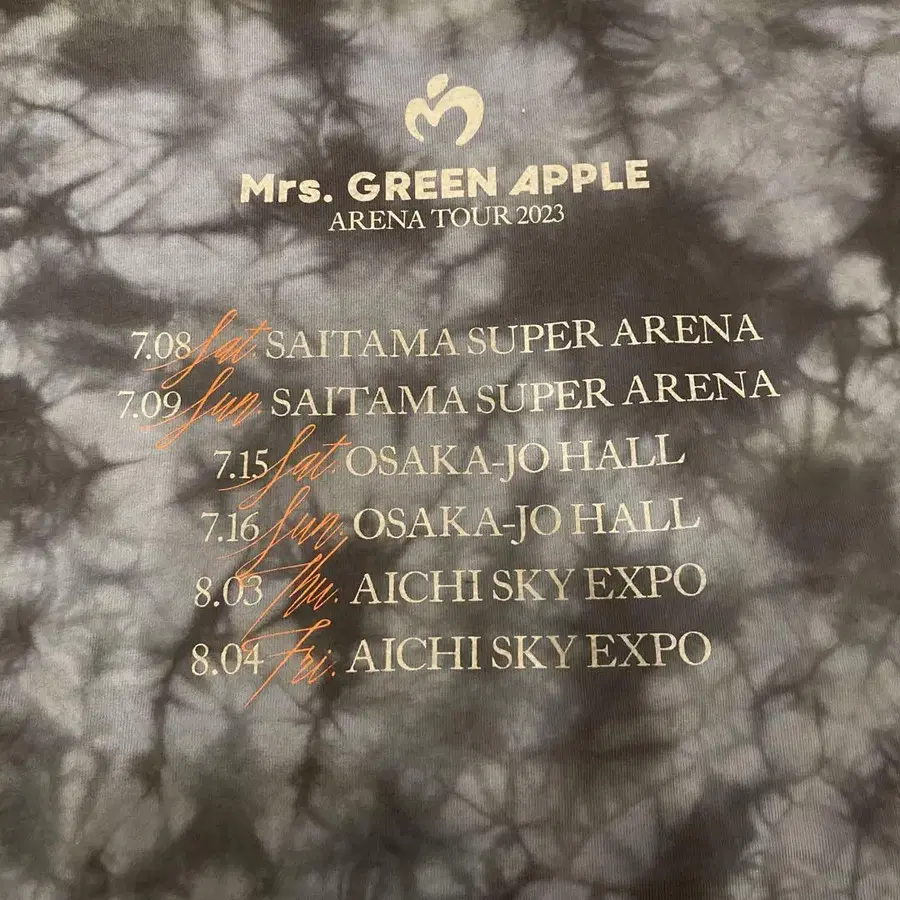 Mrs. GREEN APPLE
ARENA TOUR 2023
7.08 Sat. SAITAMA SUPER ARENA
7.09 Sun. SAITAMA SUPER ARENA
7.15 Sat. OSAKA-JO HALL
7.16 Sun. OSAKA-JO HALL
8.03 Thu. AICHI SKY EXPO
8.04 Fri. AICHI SKY EXPO